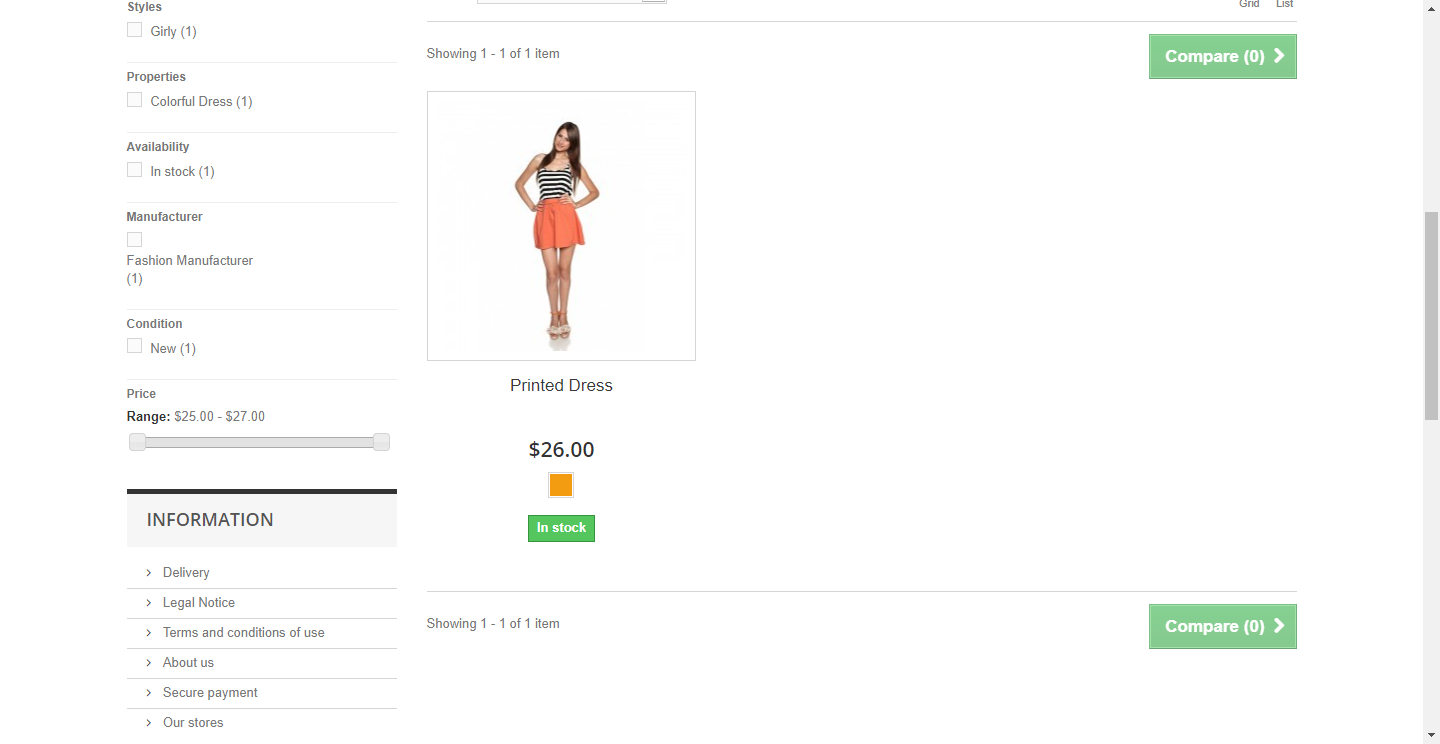 Styles
Girly (1)
Properties
Colorful Dress (1)
Availability
In stock (1)
Manufacturer
Fashion Manufacturer
(1)
Condition
New (1)
Price
Range: $25.00 - $27.00
INFORMATION
Delivery
Legal Notice
Terms and conditions of use
About us
Secure payment
Our stores
Grid List
Showing 1 - 1 of 1 item
Compare (0)
Printed Dress
$26.00
In stock
Showing 1 - 1 of 1 item
Compare (0)